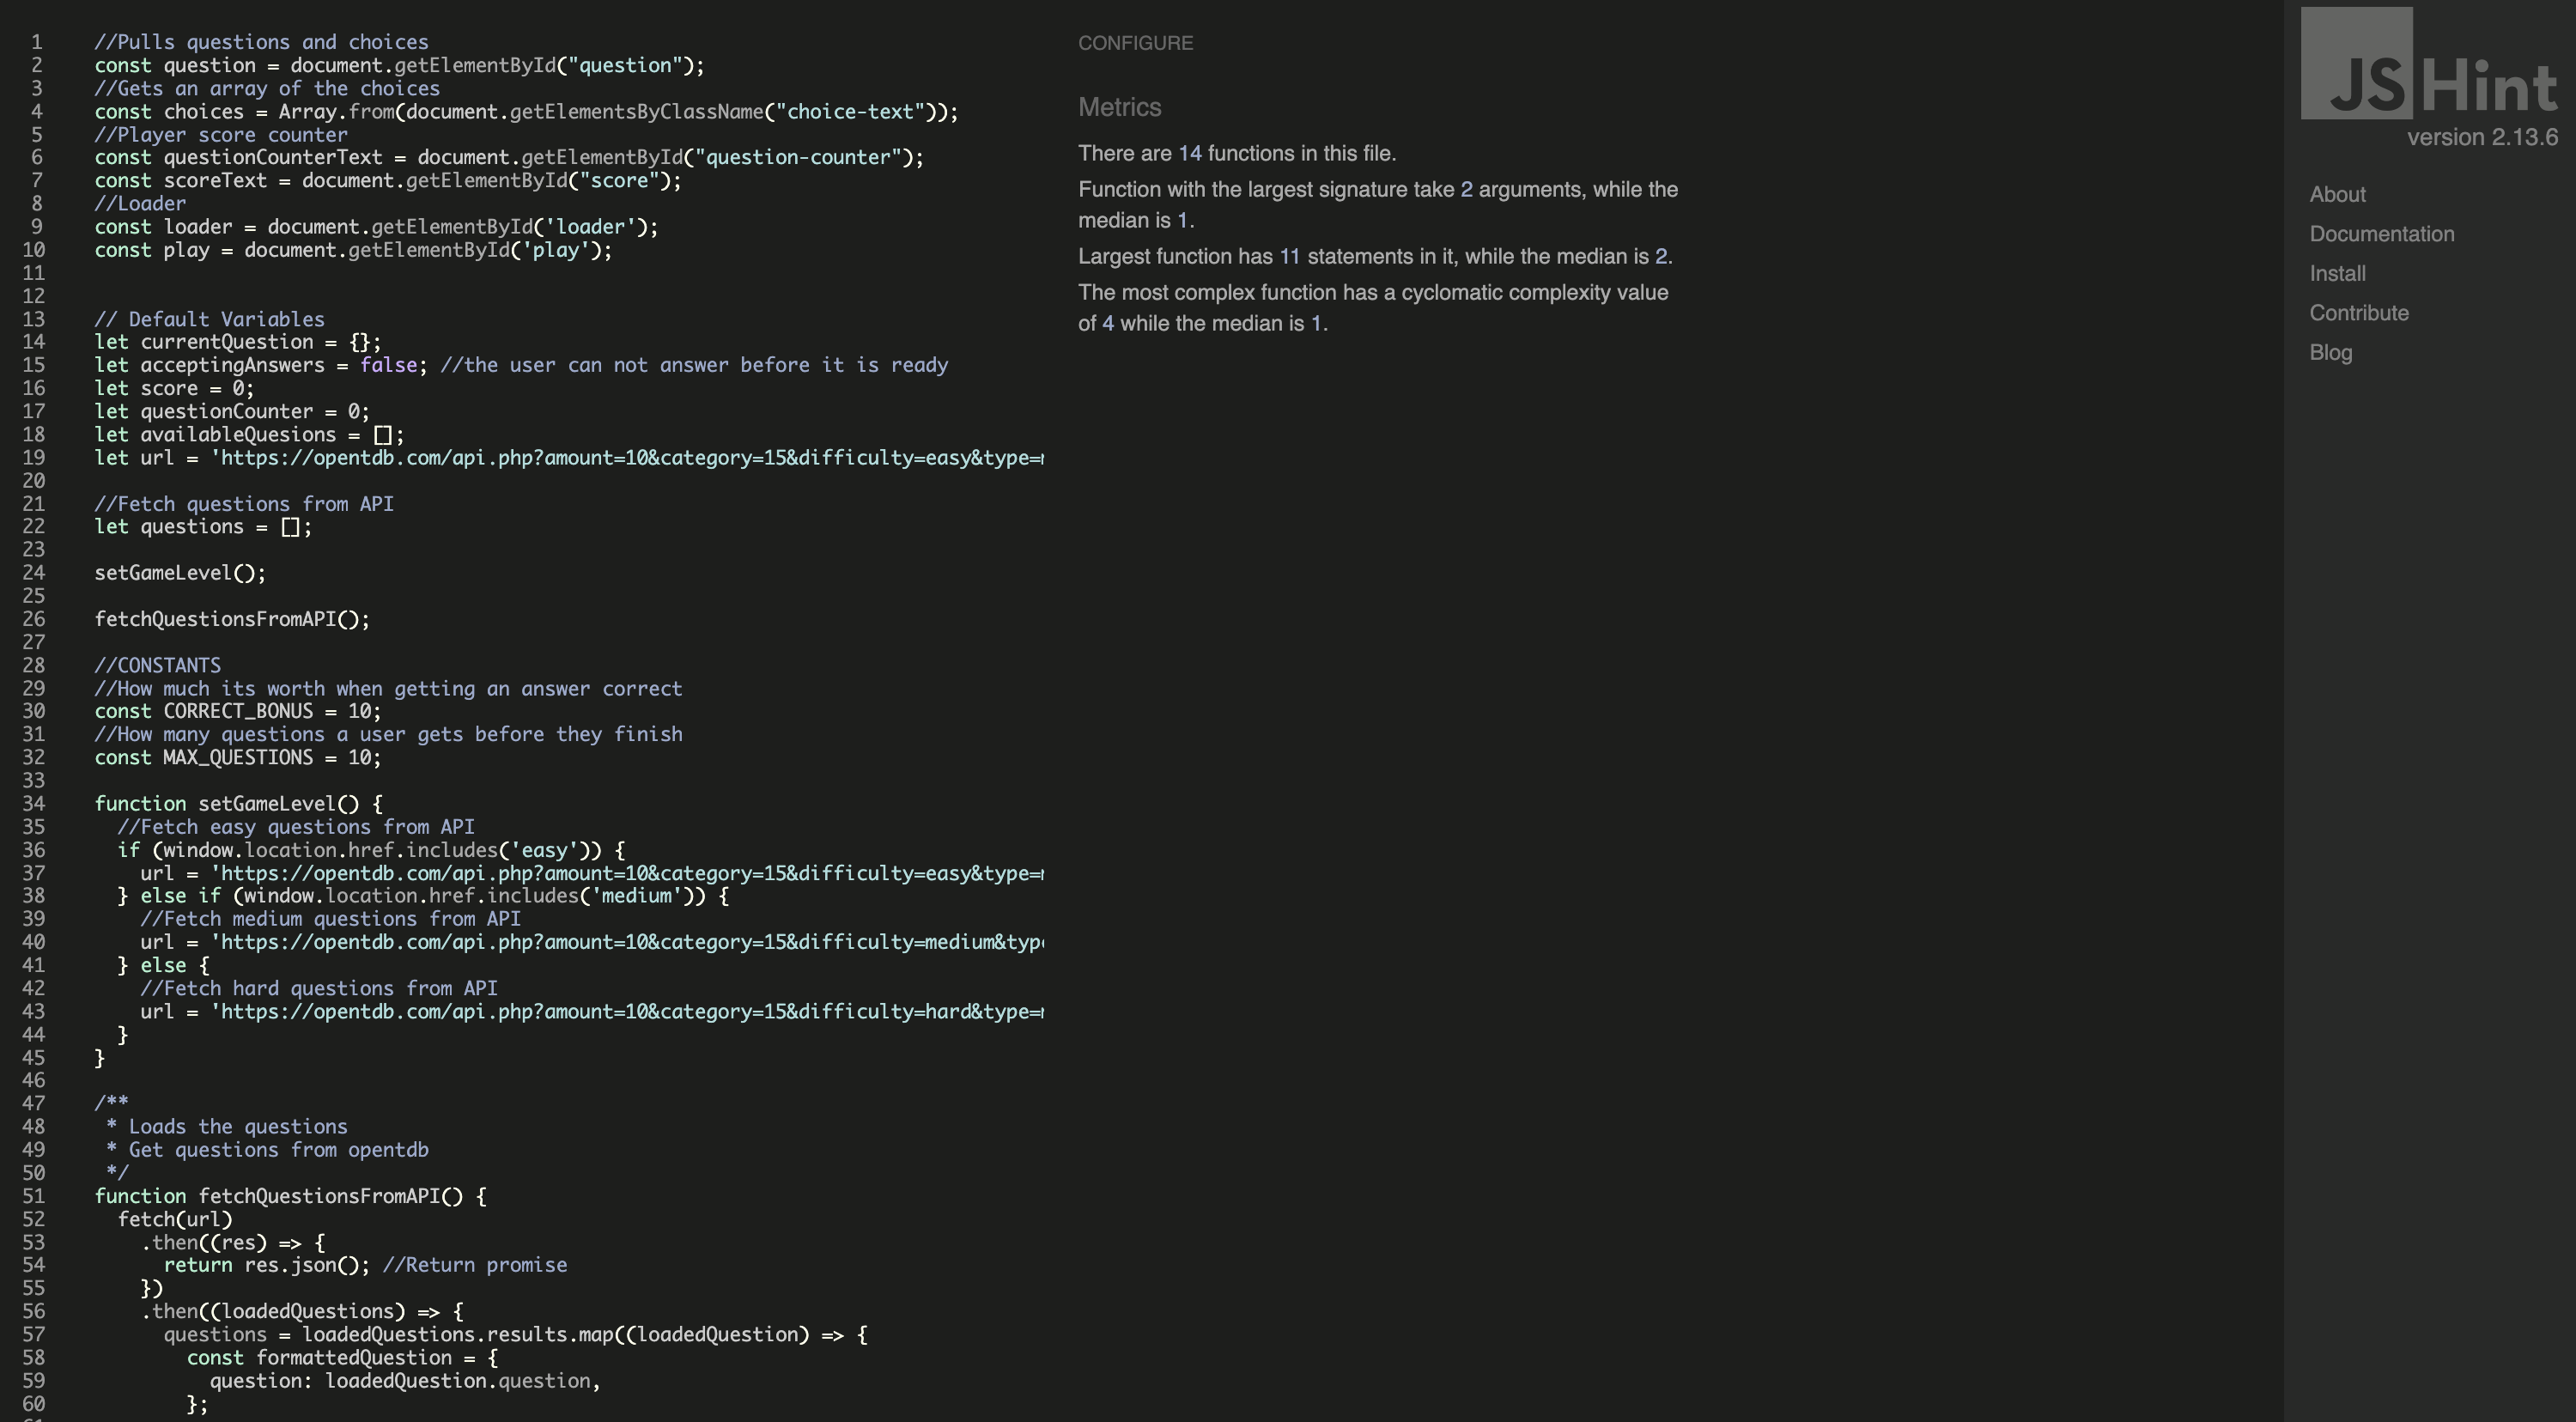 1 //Pulls questions and choices
2 const question = document.getElementById("question");
3 //Gets an array of the choices
4 const choices = Array.from(document.getElementsByClassName("choice-text"));
5 //Player score counter
6 const questionCounterText = document.getElementById("question-counter");
7 const scoreText = document.getElementById("score");
8 //Loader
9 const loader = document.getElementById('loader');
10 const play = document.getElementById('play');
11
12
13 // Default Variables
14 let currentQuestion = {};
15 let acceptingAnswers = false; //the user can not answer before it is ready
16 let score = 0;
17 let questionCounter = 0;
18 let availableQuesions = [];
19 let url = 'https://opentdb.com/api.php?amount=10&category=15&difficulty=easy&type=
20
21 //Fetch questions from API
22 let questions = [];
23
24 setGameLevel();
25
26 fetchQuestionsFromAPI();
27
28 //CONSTANTS
29 //How much its worth when getting an answer correct
30 const CORRECT_BONUS = 10;
31 //How many questions a user gets before they finish
32 const MAX_QUESTIONS = 10;
33
34 function setGameLevel() {
35 //Fetch easy questions from API
36 if (window.location.href.includes('easy')) {
37 url = 'https://opentdb.com/api.php?amount=10&category=15&difficulty=easy&type=
38 } else if (window.location.href.includes('medium')) {
39 //Fetch medium questions from API
40 url = 'https://opentdb.com/api.php?amount=10&category=15&difficulty=medium&typ
41 } else {
42 //Fetch hard questions from API
43 url = 'https://opentdb.com/api.php?amount=10&category=15&difficulty=hard&type=
44 }
45 }
46
47 /**
48 * Loads the questions
49 * Get questions from opentdb
50 */
51 function fetchQuestionsFromAPI() {
52 fetch(url)
53 .then((res) => {
54 return res.json(); //Return promise
55 })
56 .then((loadedQuestions) => {
57 questions = loadedQuestions.results.map((loadedQuestion) => {
58 const formattedQuestion = {
59 question: loadedQuestion.question,
60 };
CONFIGURE
Metrics
There are 14 functions in this file.
Function with the largest signature take 2 arguments, while the
median is 1.
Largest function has 11 statements in it, while the median is 2.
The most complex function has a cyclomatic complexity value
of 4 while the median is 1.
JSHint
version 2.13.6
About
Documentation
Install
Contribute
Blog